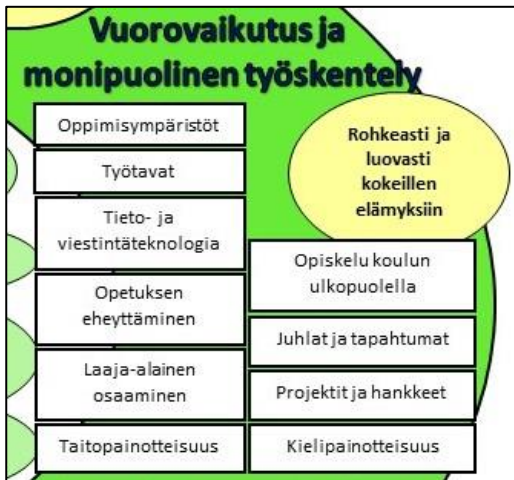 Vuorovaikutus ja
monipuolinen työskentely
Oppimisympäristöt
Työtavat
Tieto- ja
viestintäteknologia
Opetuksen
eheyttäminen
Laaja-alainen
osaaminen
Taitopainotteisuus
Rohkeasti ja
luovasti
kokeillen
elämyksiin
Opiskelu koulun
ulkopuolella
Juhlat ja tapahtumat
Projektit ja hankkeet
Kielipainotteisuus